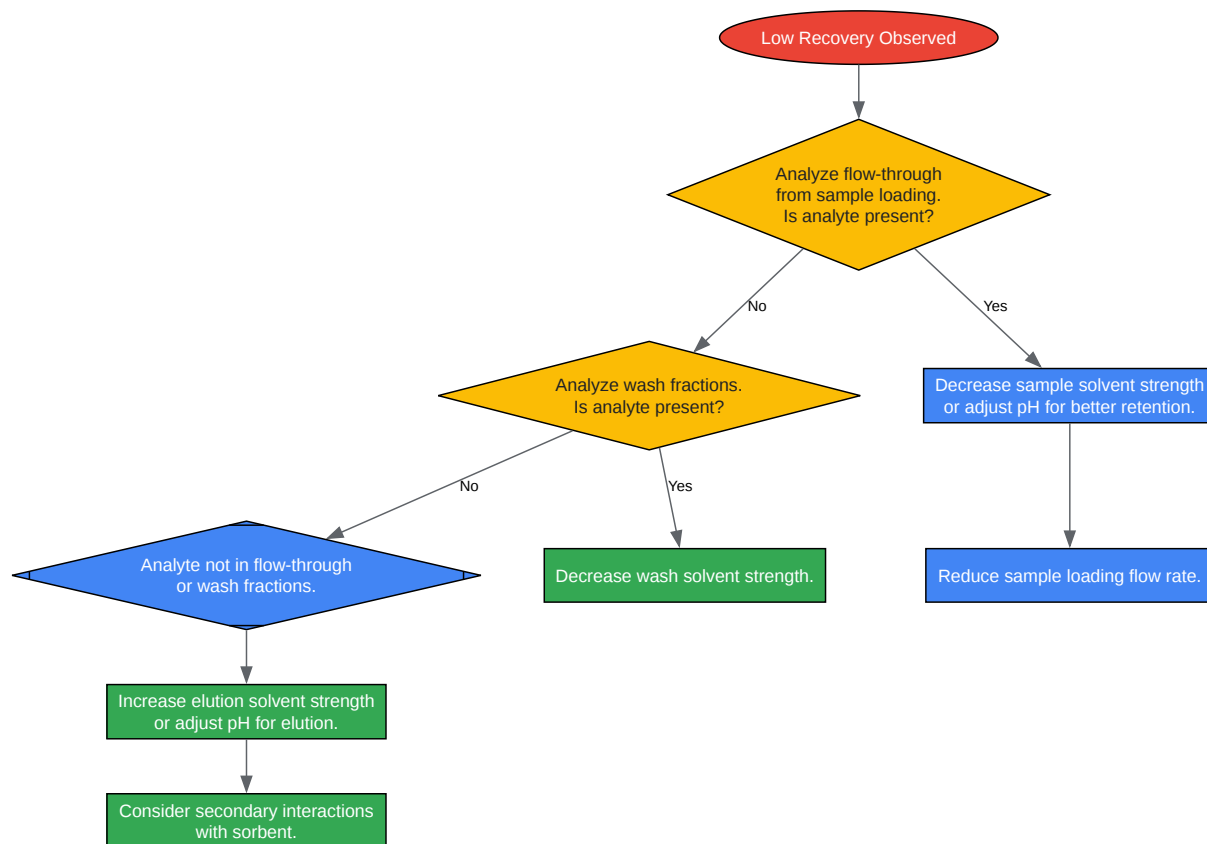 Low Recovery Observed
Analyze flow-through
from sample loading.
Is analyte present?
No
Yes
Analyze wash fractions.
Is analyte present?
Decrease sample solvent strength
or adjust pH for better retention.
No
Yes
Analyte not in flow-through
or wash fractions.
Decrease wash solvent strength.
Reduce sample loading flow rate.
Increase elution solvent strength
or adjust pH for elution.
Consider secondary interactions
with sorbent.